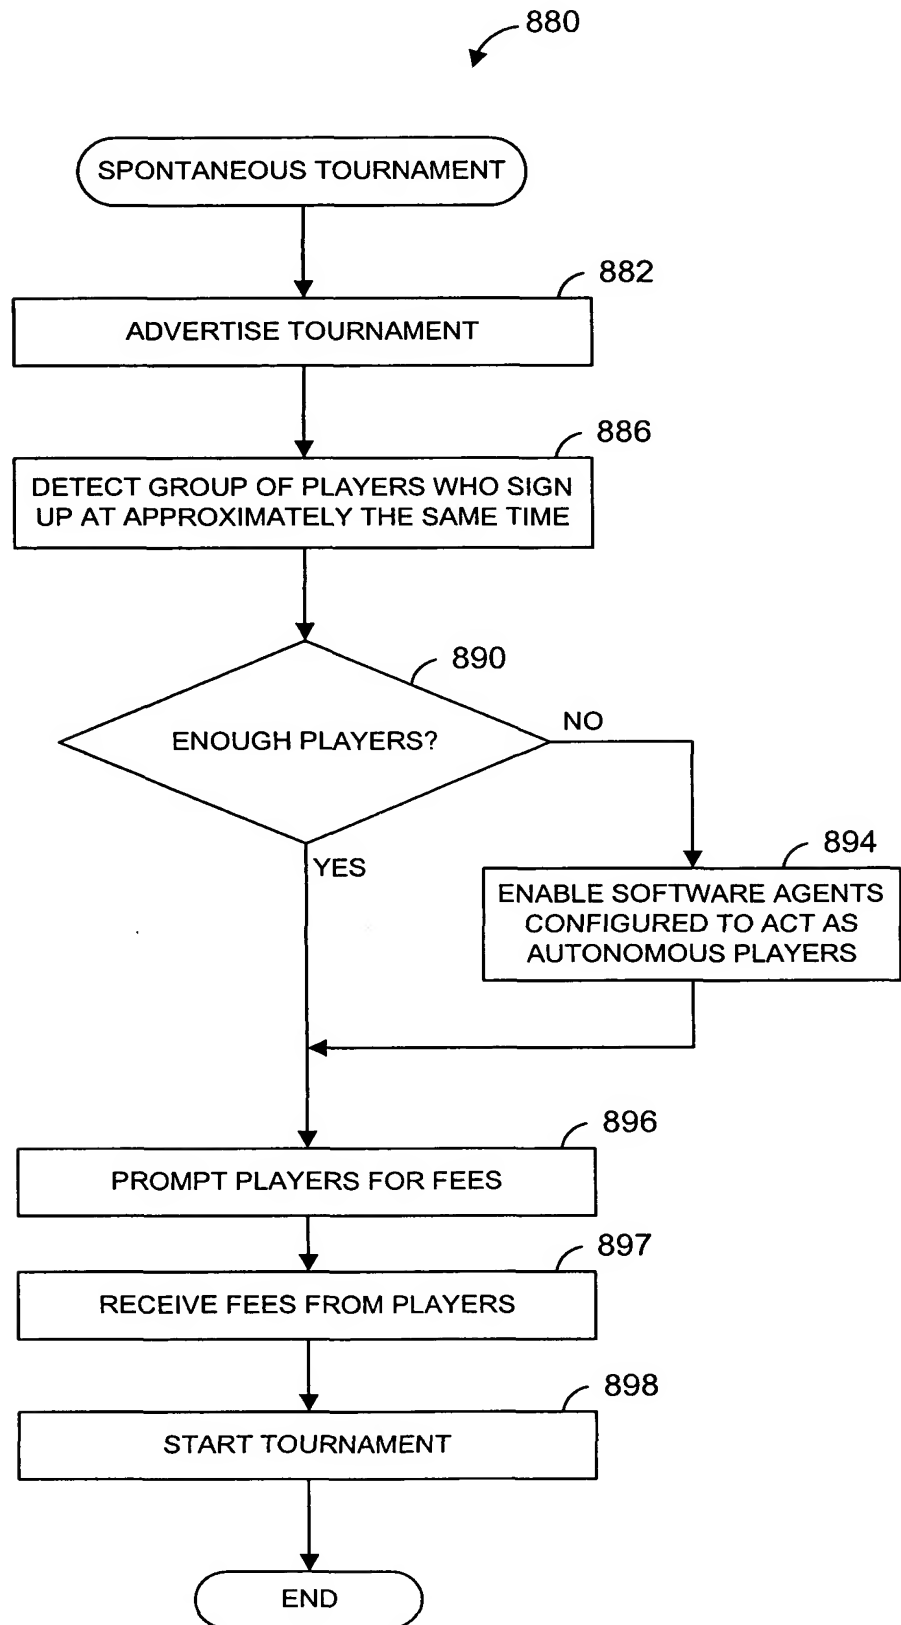 880
SPONTANEOUS TOURNAMENT
882
ADVERTISE TOURNAMENT
886
DETECT GROUP OF PLAYERS WHO SIGN
UP AT APPROXIMATELY THE SAME TIME
890
ENOUGH PLAYERS?
NO
YES
894
ENABLE SOFTWARE AGENTS
CONFIGURED TO ACT AS
AUTONOMOUS PLAYERS
896
PROMPT PLAYERS FOR FEES
897
RECEIVE FEES FROM PLAYERS
898
START TOURNAMENT
END